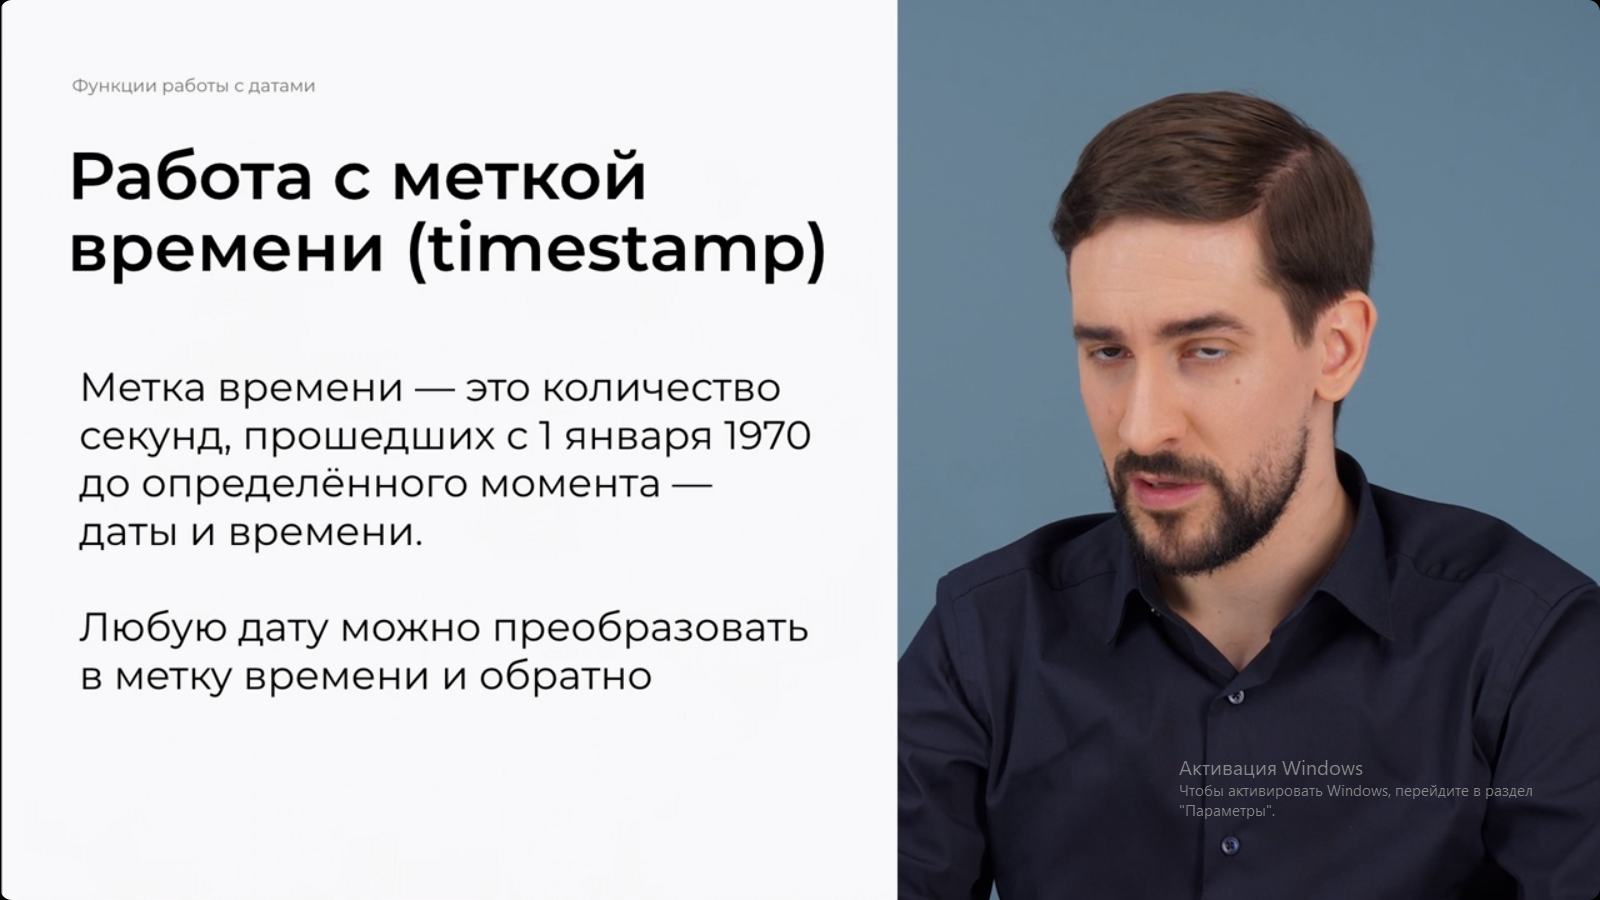 Функции работы с датами
Работа с меткой
времени (timestamp)
Метка времени — это количество
секунд, прошедших с 1 января 1970
до определённого момента —
даты и времени.
Любую дату можно преобразовать
в метку времени и обратно
Активация Windows
Чтобы активировать Windows, перейдите в раздел
"Параметры".